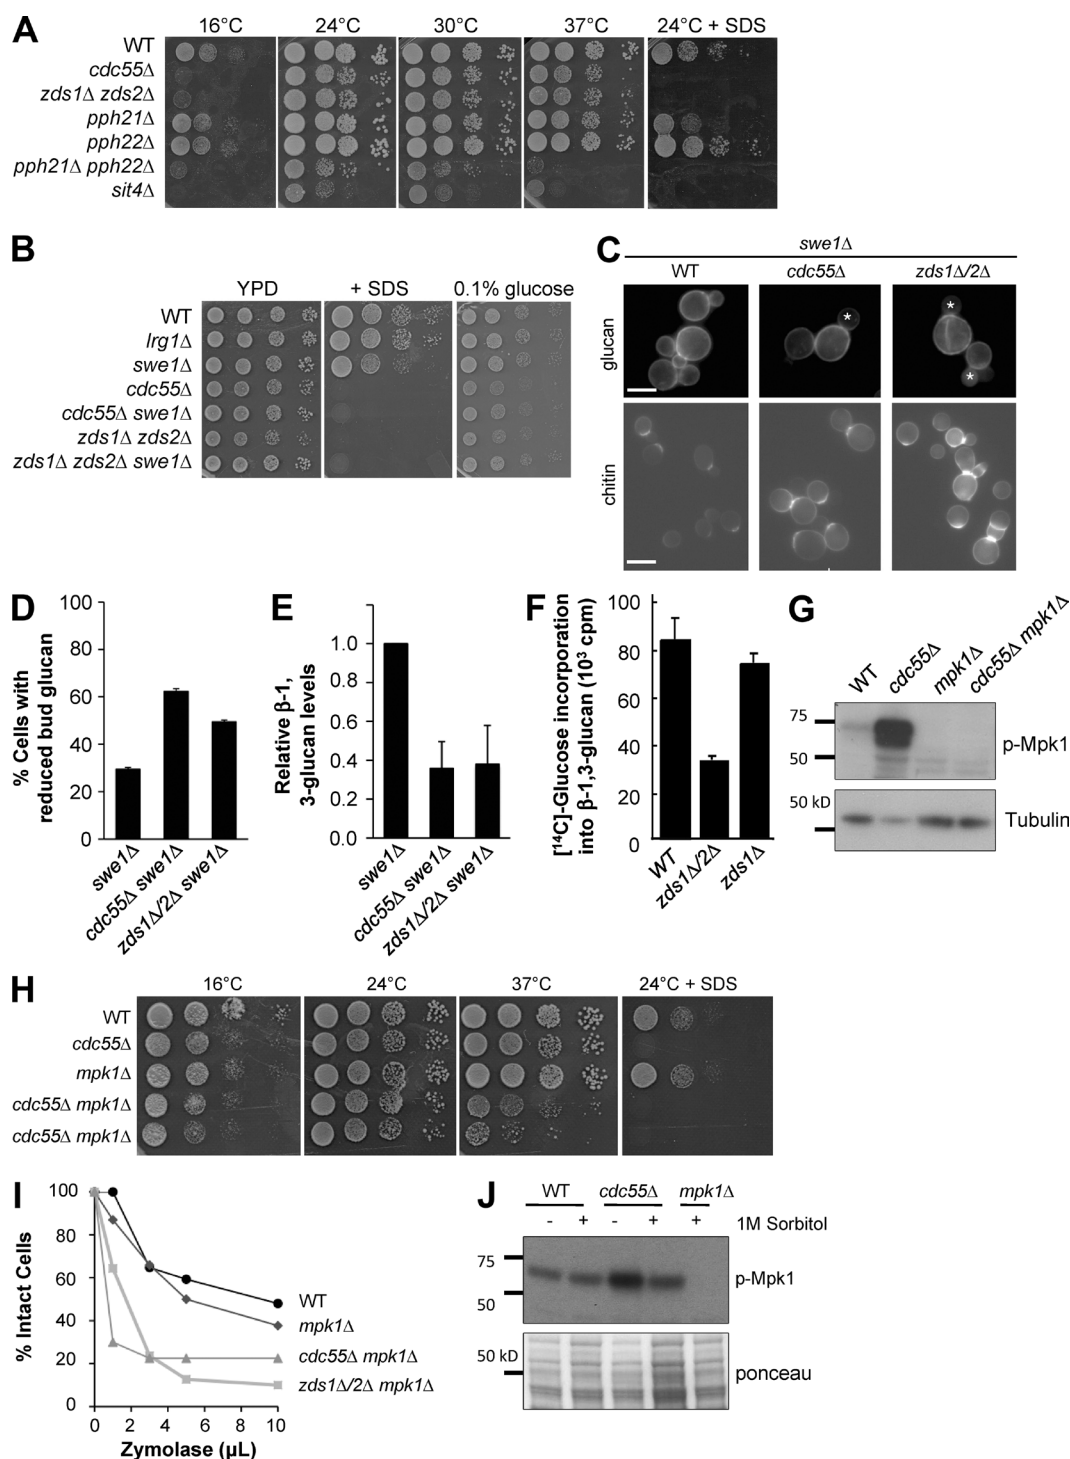 A
16°C 24°C 30°C 37°C 24°C + SDS
WT
cdc55Δ
zds1Δ zds2Δ
pph21Δ
pph22Δ
pph21Δ pph22Δ
sit4Δ
B
YPD + SDS 0.1% glucose
WT
lrg1Δ
swe1Δ
cdc55Δ
cdc55Δ swe1Δ
zds1Δ zds2Δ
zds1Δ zds2Δ swe1Δ
C
swe1Δ
WT cdc55Δ zds1Δ/2Δ
glucan
*
*
*
chitin
D
% Cells with
reduced bud glucan
100
80
60
40
20
0
swe1Δ
cdc55Δ swe1Δ
zds1Δ/2Δ swe1Δ
E
Relative β-1,
3-glucan levels
1.0
0.8
0.6
0.4
0.2
0.0
swe1Δ
cdc55Δ swe1Δ
zds1Δ/2Δ swe1Δ
F
[¹⁴C]-Glucose incorporation
into β-1,3-glucan (10³ cpm)
100
80
60
40
20
0
WT
zds1Δ/2Δ
zds1Δ
G
WT
cdc55Δ
mpk1Δ
cdc55Δ mpk1Δ
75
50
p-Mpk1
50 kD
Tubulin
H
16°C 24°C 37°C 24°C + SDS
WT
cdc55Δ
mpk1Δ
cdc55Δ mpk1Δ
cdc55Δ mpk1Δ
I
% Intact Cells
100
80
60
40
20
0
0 2 4 6 8 10
Zymolase (µL)
WT
mpk1Δ
cdc55Δ mpk1Δ
zds1Δ/2Δ mpk1Δ
J
WT cdc55Δ mpk1Δ
- + - + + 1M Sorbitol
75
50
p-Mpk1
50 kD
ponceau